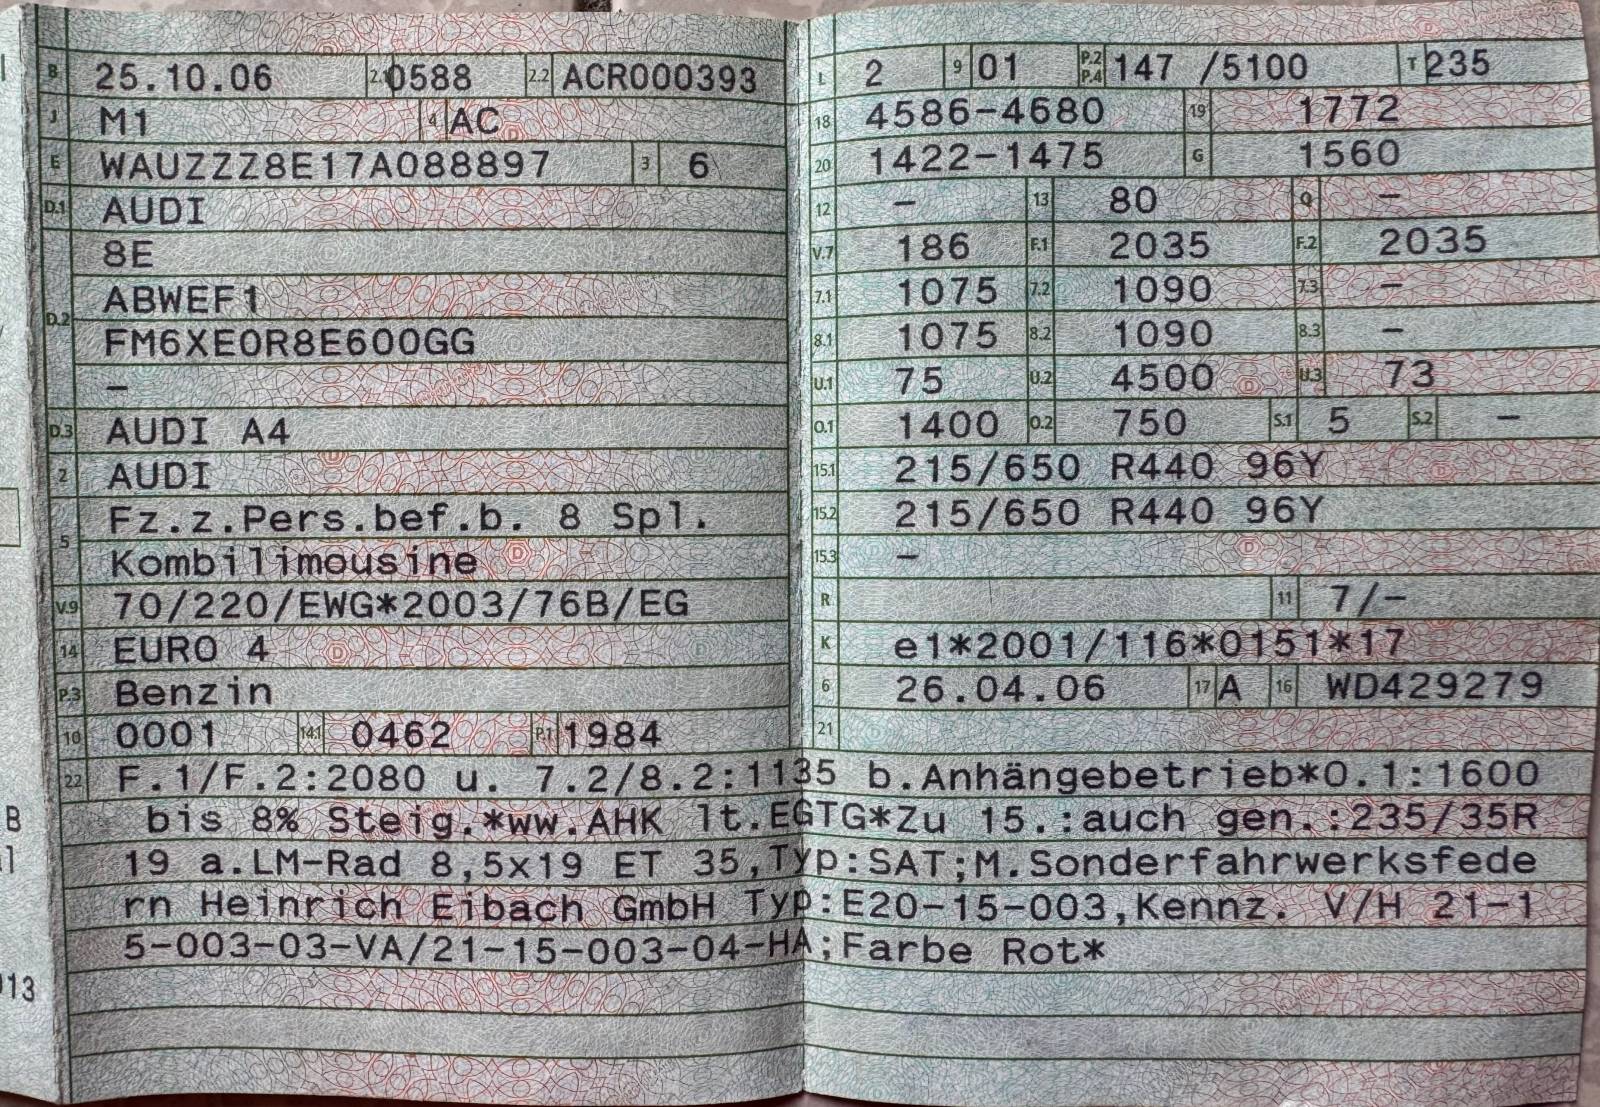 B 25.10.06 2.1 0588 2.2 ACR000393
J M1 4 AC
E WAUZZZ8E17A088897 3 6
D.1 AUDI
8E
D.2 ABWEF1
FM6XE0R8E600GG
–
D.3 AUDI A4
2 AUDI
5 Fz.z.Pers.bef.b. 8 Spl.
Kombilimousine
V.9 70/220/EWG*2003/76B/EG
14 EURO 4
P.3 Benzin
10 0001 14.1 0462 P.1 1984
L 2 9 01 P.2 P.4 147 /5100 T 235
18 4586-4680 19 1772
20 1422-1475 G 1560
12 – 13 80 Q –
V.7 186 F.1 2035 F.2 2035
7.1 1075 7.2 1090 7.3 –
8.1 1075 8.2 1090 8.3 –
U.1 75 U.2 4500 U.3 73
O.1 1400 O.2 750 S.1 5 S.2 –
15.1 215/650 R440 96Y
15.2 215/650 R440 96Y
15.3 –
R 11 7/–
K e1*2001/116*0151*17
6 26.04.06 17 A 16 WD429279
21
22 F.1/F.2:2080 u. 7.2/8.2:1135 b.Anhängebetrieb*O.1:1600
bis 8% Steig.*ww.AHK lt.EGTG*Zu 15.:auch gen.:235/35R
19 a.LM-Rad 8,5x19 ET 35,Typ:SAT;M.Sonderfahrwerksfede
rn Heinrich Eibach GmbH Typ:E20-15-003,Kennz. V/H 21-1
5-003-03-VA/21-15-003-04-HA;Farbe Rot*
B
13